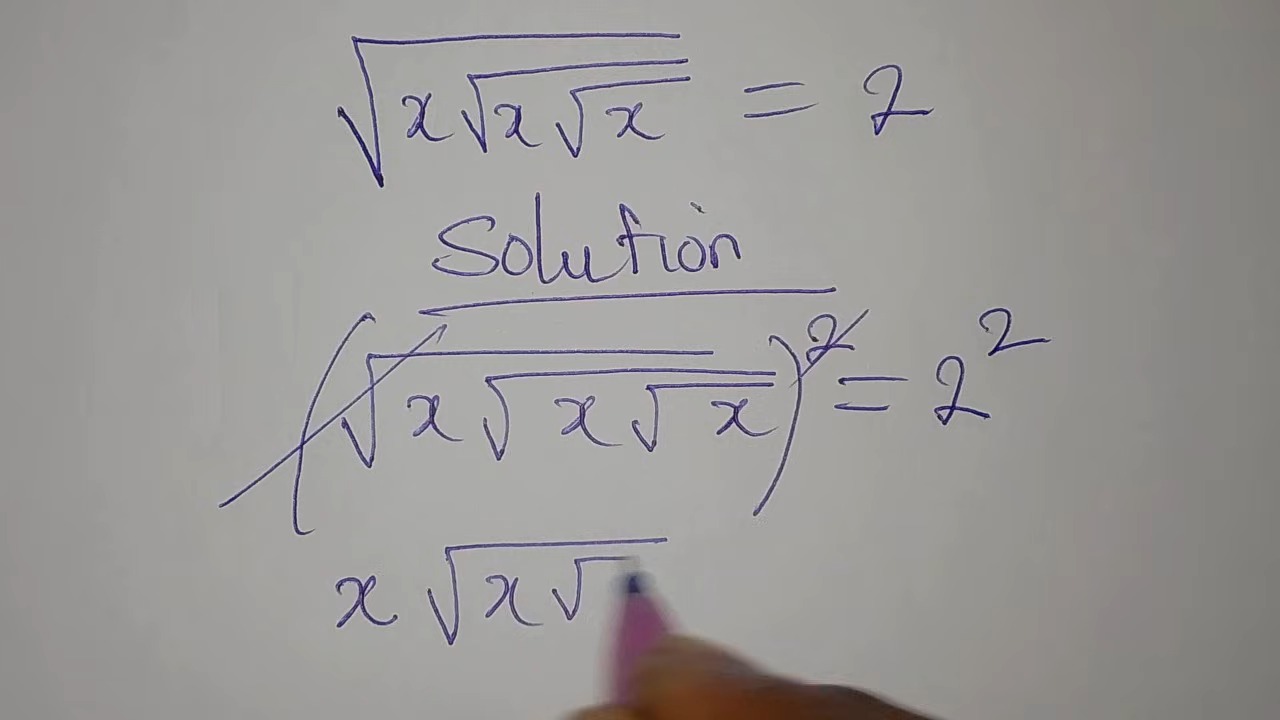 √(x√(x√x)) = 2
Solution
(√(x√(x√x)))² = 2²
x√(x√